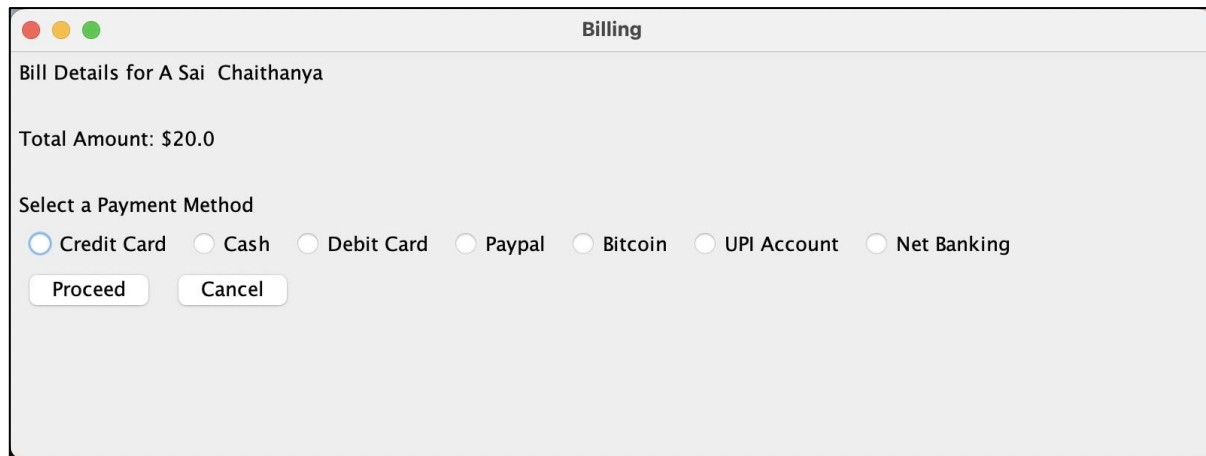 Billing
Bill Details for A Sai  Chaithanya
Total Amount: $20.0
Select a Payment Method
Credit Card Cash Debit Card Paypal Bitcoin UPI Account Net Banking
Proceed Cancel